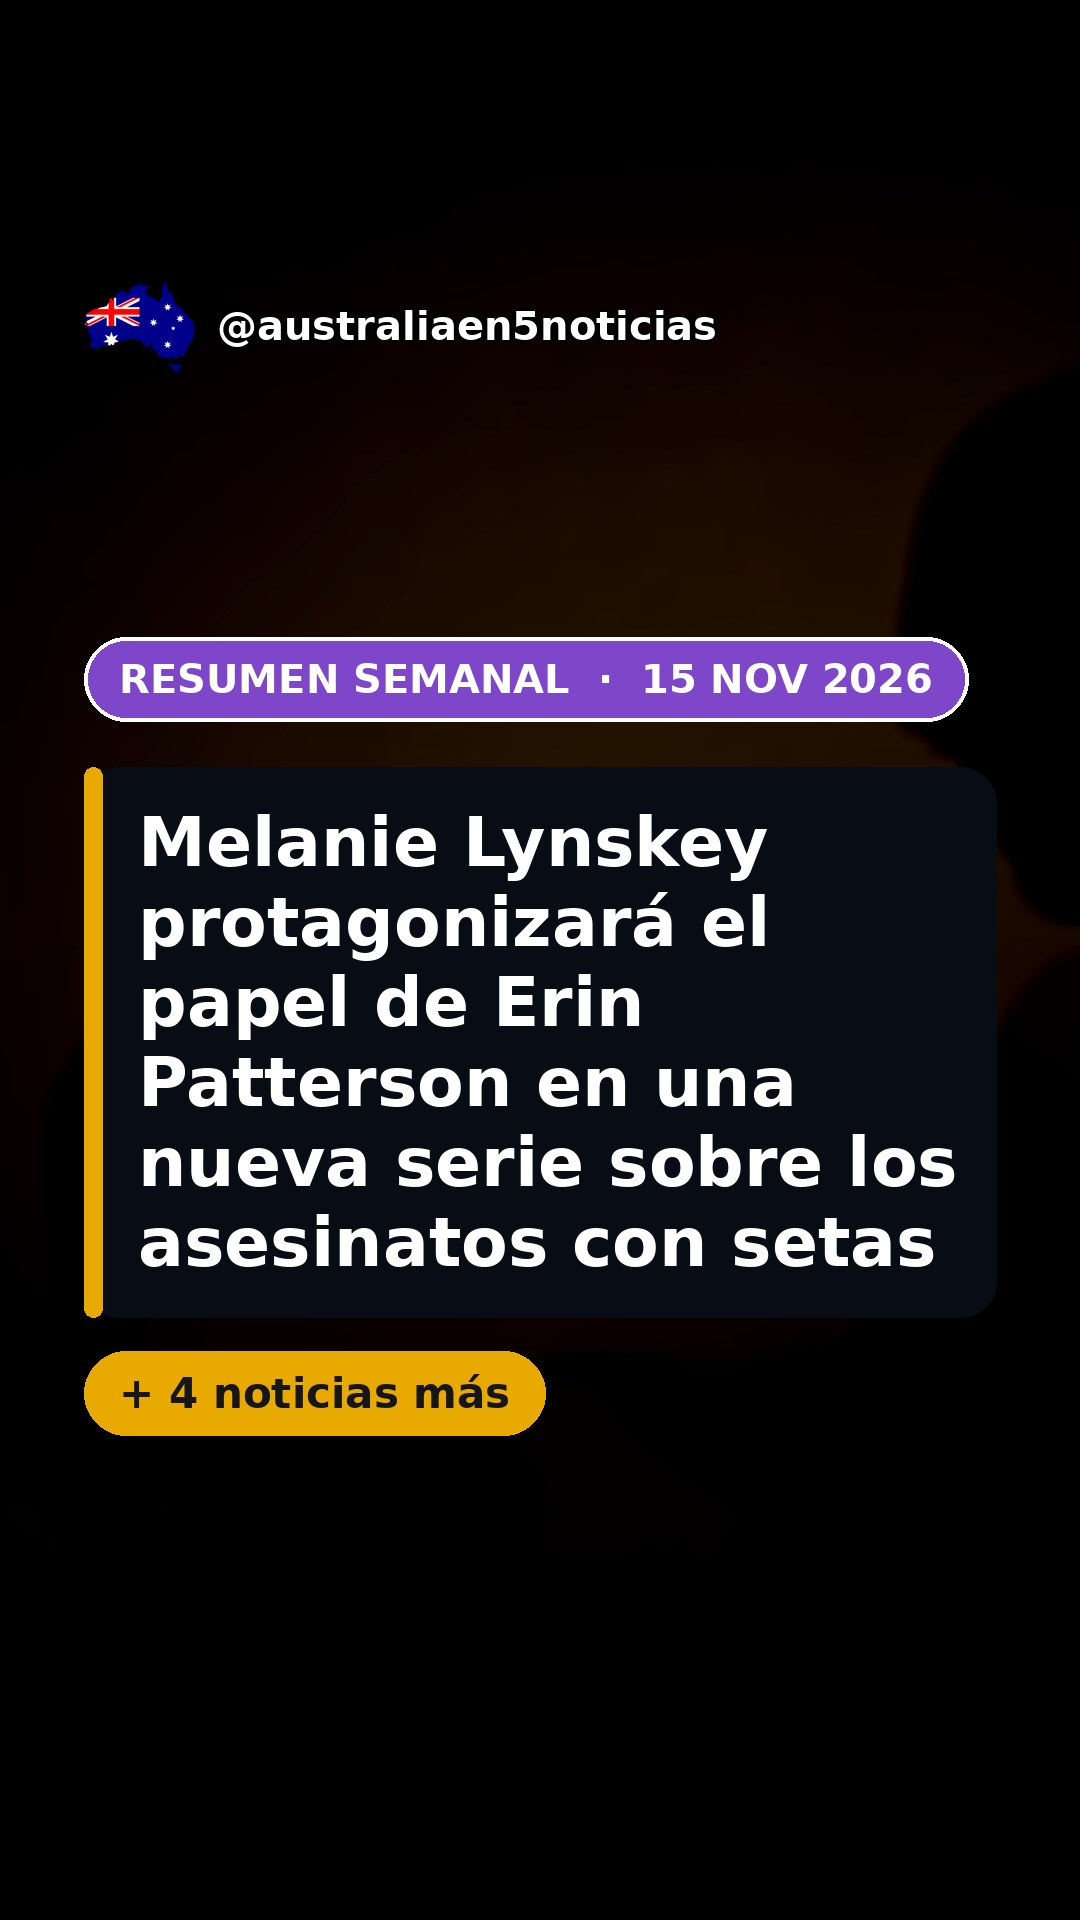 @australiaen5noticias
RESUMEN SEMANAL · 15 NOV 2026
Melanie Lynskey
protagonizará el
papel de Erin
Patterson en una
nueva serie sobre los
asesinatos con setas
+ 4 noticias más